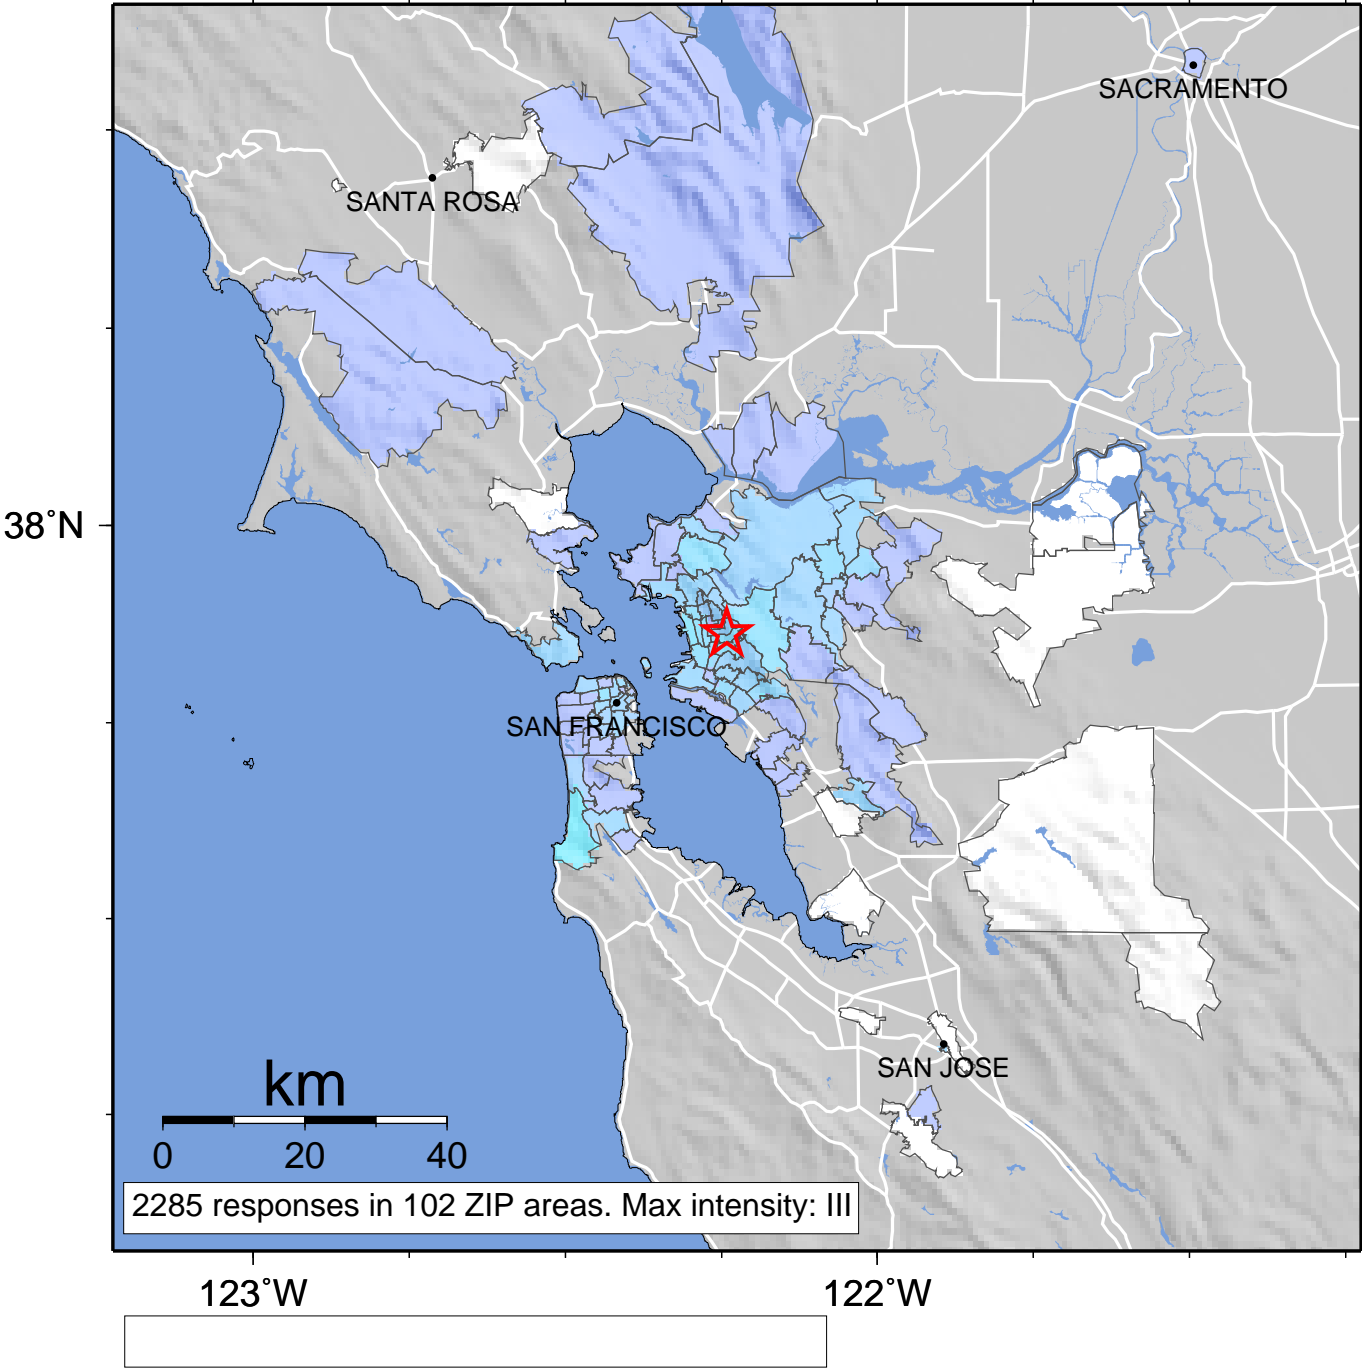 SACRAMENTO
SANTA ROSA
38°N
SAN FRANCISCO
SAN JOSE
km
0 20 40
2285 responses in 102 ZIP areas. Max intensity: III
123°W 122°W